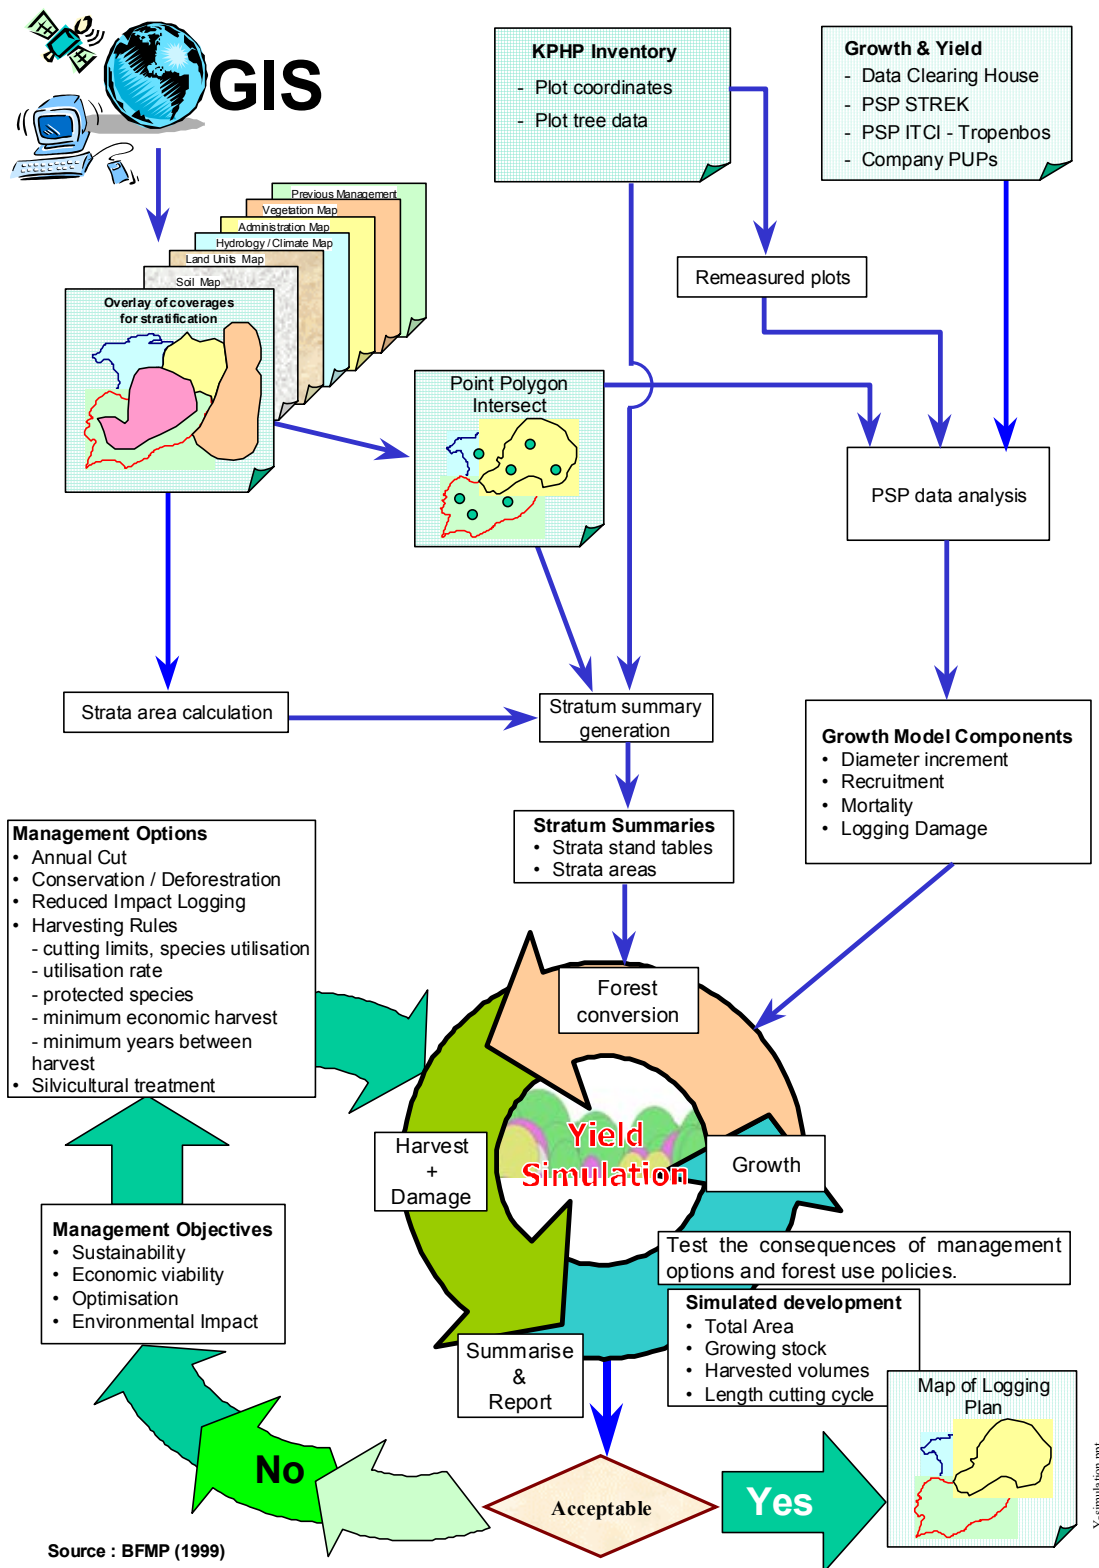 GIS
KPHP Inventory
- Plot coordinates
- Plot tree data
Growth & Yield
- Data Clearing House
- PSP STREK
- PSP ITCI - Tropenbos
- Company PUPs
Previous Management
Vegetation Map
Administration Map
Hydrology / Climate Map
Land Units Map
Soil Map
Overlay of coverages
for stratification
Remeasured plots
Point Polygon
Intersect
PSP data analysis
Strata area calculation
Stratum summary
generation
Growth Model Components
• Diameter increment
• Recruitment
• Mortality
• Logging Damage
Stratum Summaries
• Strata stand tables
• Strata areas
Management Options
• Annual Cut
• Conservation / Deforestration
• Reduced Impact Logging
• Harvesting Rules
- cutting limits, species utilisation
- utilisation rate
- protected species
- minimum economic harvest
- minimum years between
harvest
• Silvicultural treatment
Forest
conversion
Yield
Simulation
Harvest
+
Damage
Growth
Management Objectives
• Sustainability
• Economic viability
• Optimisation
• Environmental Impact
Test the consequences of management
options and forest use policies.
Simulated development
• Total Area
• Growing stock
• Harvested volumes
• Length cutting cycle
Summarise
&
Report
Map of Logging
Plan
No
Acceptable
Yes
Y-simulation.ppt
Source : BFMP (1999)